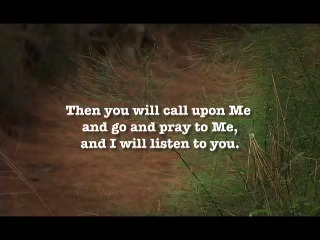 Then you will call upon Me
and go and pray to Me,
and I will listen to you.